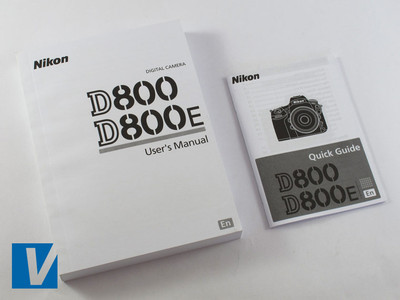 Nikon
DIGITAL CAMERA
D800
D800E
User's Manual
En
Nikon
Quick Guide
D800
D800E
En
V